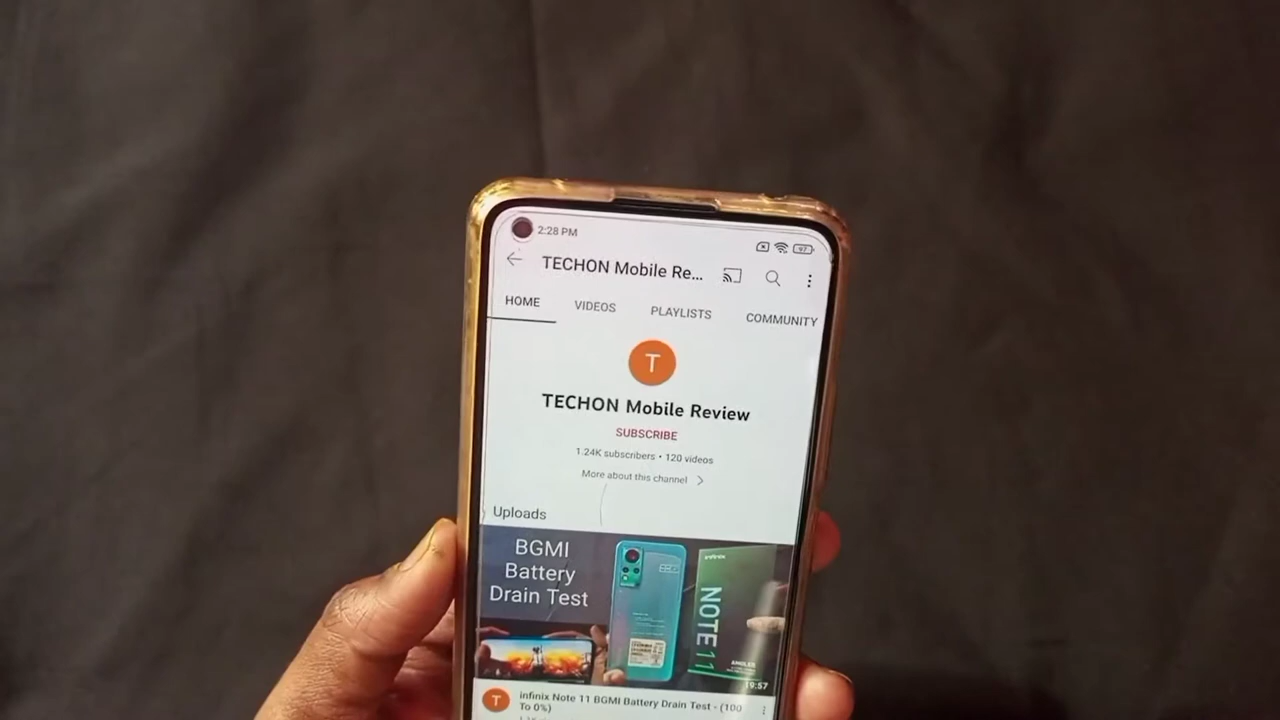 2:28 PM
97
TECHON Mobile Re...
HOME VIDEOS PLAYLISTS COMMUNITY
T
TECHON Mobile Review
SUBSCRIBE
1.24K subscribers • 120 videos
More about this channel
Uploads
BGMI
Battery
Drain Test
Infinix
NOTE 11
19:57
T
infinix Note 11 BGMI Battery Drain Test - (100
To 0%)